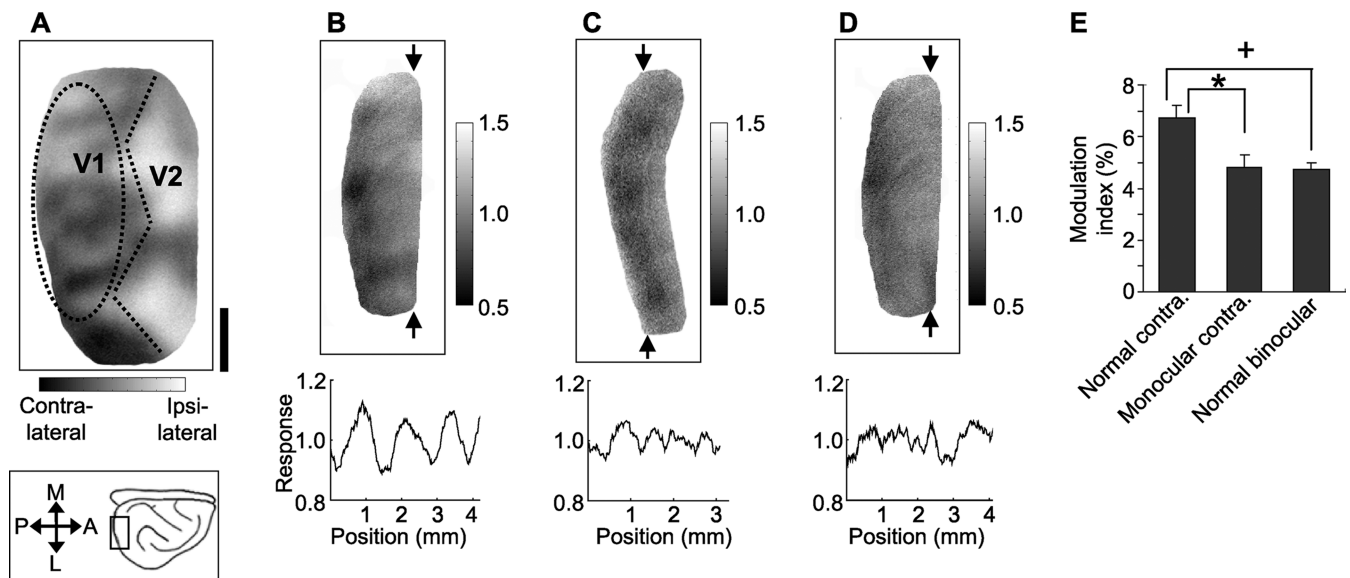 A
V1
V2
Contra-
lateral
Ipsi-
lateral
M
P
A
L
B
1.5
1.0
0.5
1.2
1.0
0.8
Response
1 2 3 4
Position (mm)
C
1.5
1.0
0.5
1.2
1.0
0.8
1 2 3
Position (mm)
D
1.5
1.0
0.5
1.2
1.0
0.8
1 2 3 4
Position (mm)
E
+
*
8
6
4
2
0
Modulation
index (%)
Normal contra.
Monocular contra.
Normal binocular